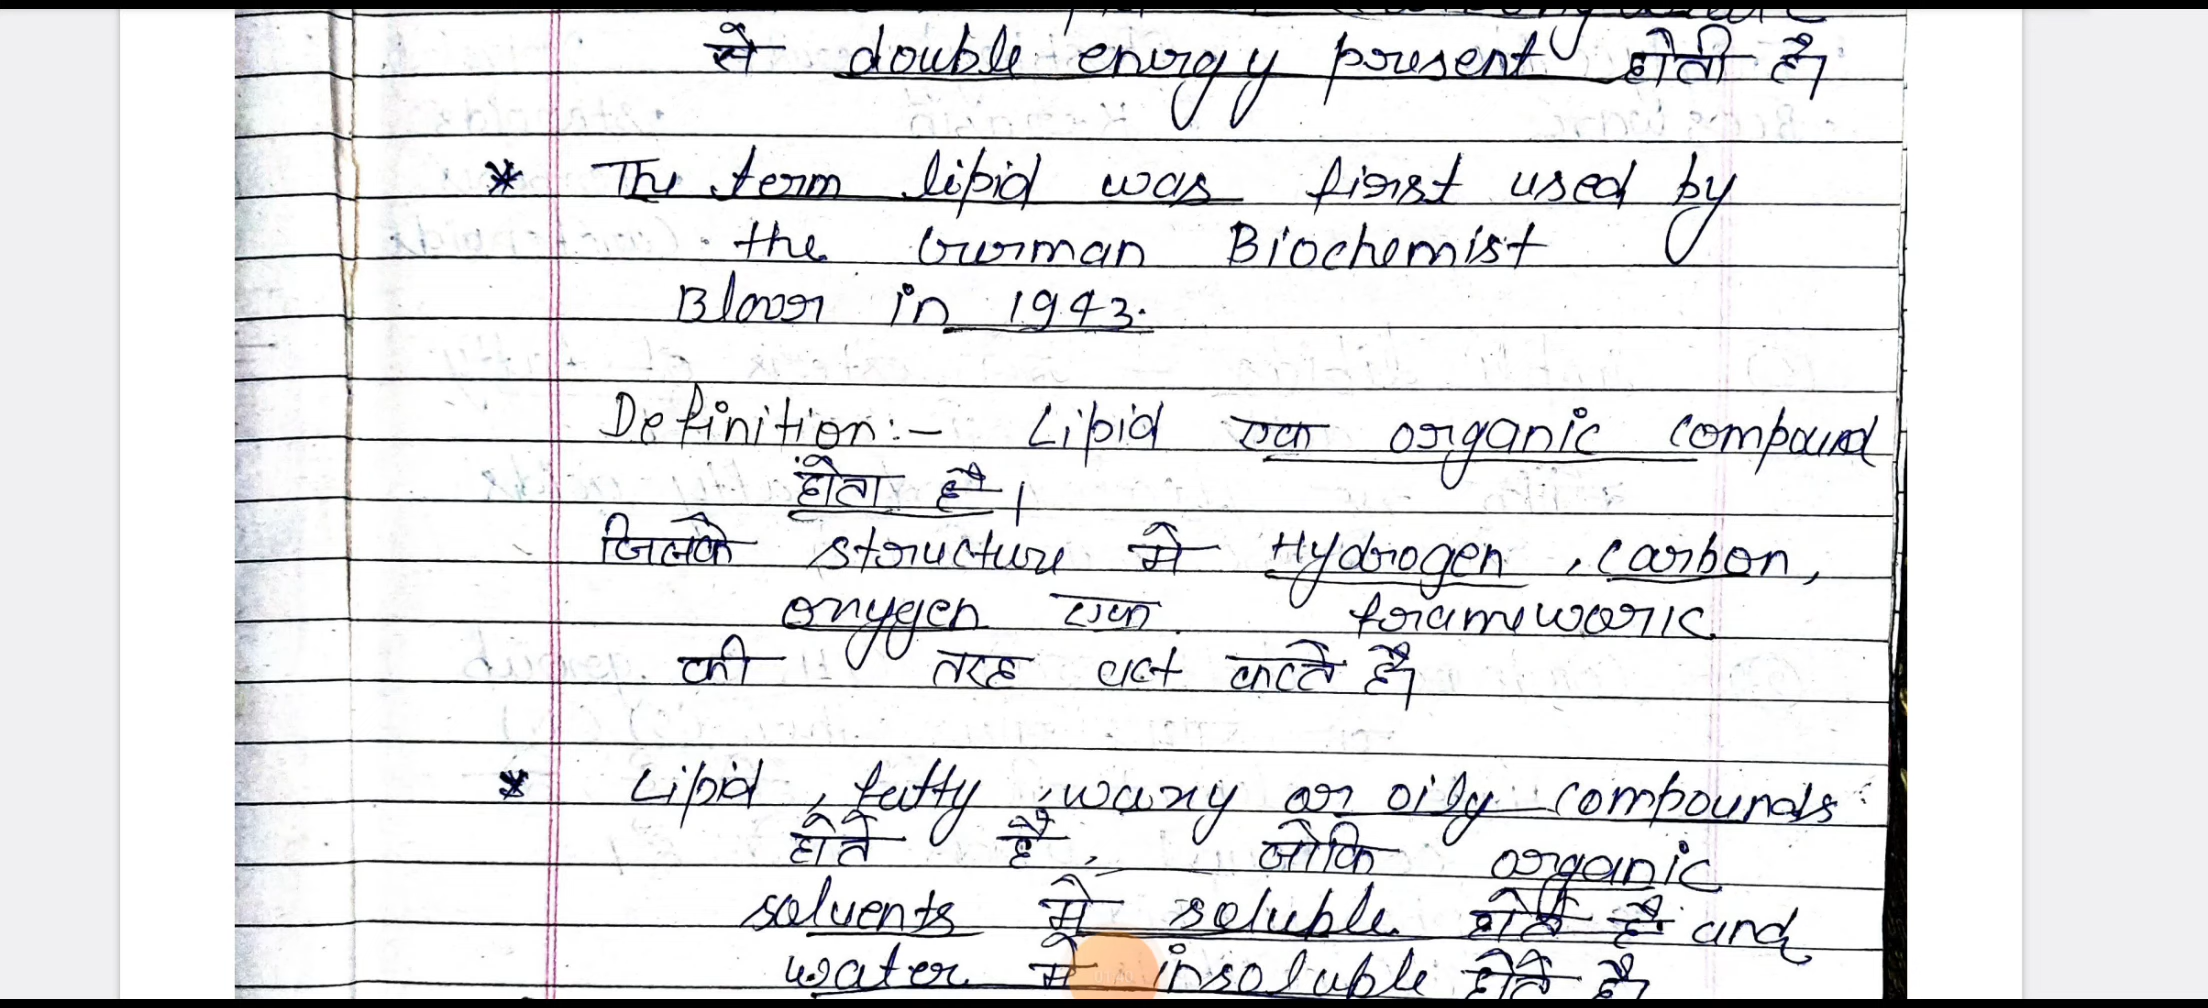 से double energy present होती है।
* The term lipid was first used by
the German Biochemist
Bloor in 1943.
Definition:- Lipid एक organic compound
होता है।
जिसके structure में Hydrogen, carbon,
oxygen एक framework
की तरह act करते है।
* Lipid, fatty, waxy or oily compounds
होते है, जोकि organic
solvents में soluble होते है and
water में insoluble होते है